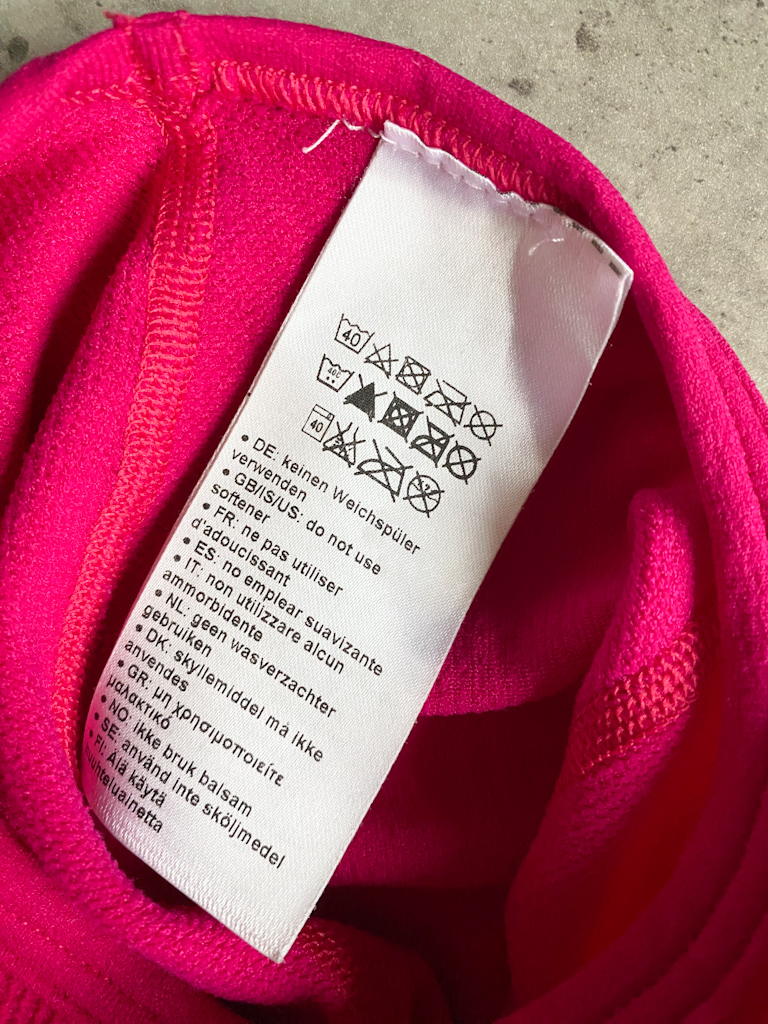 40
40C
40
• DE: keinen Weichspüler
verwenden
• GB/IS/US: do not use
softener
• FR: ne pas utiliser
d'adoucissant
• ES: no emplear suavizante
• IT: non utilizzare alcun
ammorbidente
• NL: geen wasverzachter
gebruiken
• DK: skyllemiddel må ikke
anvendes
• GR: μη χρησιμοποιείτε
μαλακτικό
• NO: ikke bruk balsam
• SE: använd inte sköljmedel
• FI: Älä käytä
huuhteluainetta